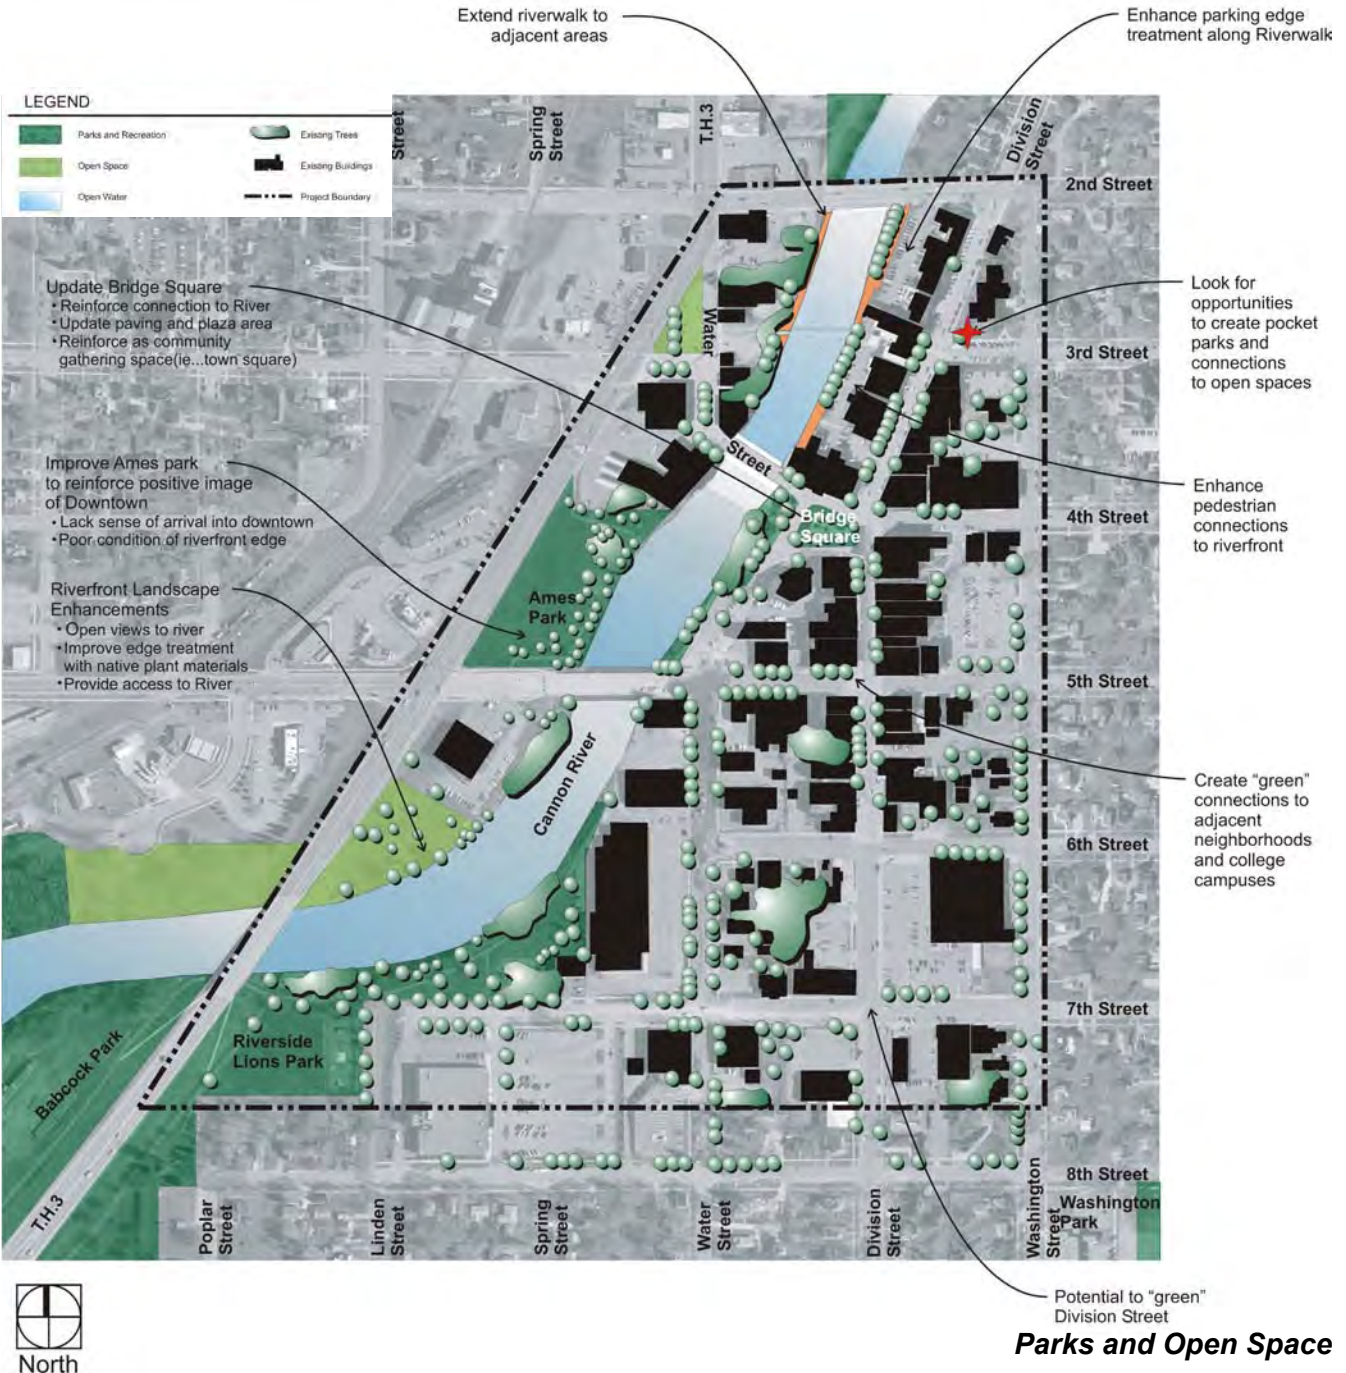 Extend riverwalk to
adjacent areas
Enhance parking edge
treatment along Riverwalk
LEGEND
Parks and Recreation
Open Space
Open Water
Existing Trees
Existing Buildings
Project Boundary
Street
Spring
Street
T.H.3
Division
Street
2nd Street
Update Bridge Square
• Reinforce connection to River
• Update paving and plaza area
• Reinforce as community
gathering space(ie...town square)
Water
Street
Look for
opportunities
to create pocket
parks and
connections
to open spaces
3rd Street
Improve Ames park
to reinforce positive image
of Downtown
• Lack sense of arrival into downtown
• Poor condition of riverfront edge
Enhance
pedestrian
connections
to riverfront
Bridge
Square
4th Street
Riverfront Landscape
Enhancements
• Open views to river
• Improve edge treatment
with native plant materials
• Provide access to River
Ames
Park
5th Street
Cannon River
Create “green”
connections to
adjacent
neighborhoods
and college
campuses
6th Street
7th Street
Riverside
Lions Park
Babcock Park
T.H.3
8th Street
Poplar
Street
Linden
Street
Spring
Street
Water
Street
Division
Street
Washington
Street
Washington
Park
Potential to “green”
Division Street
Parks and Open Space
North